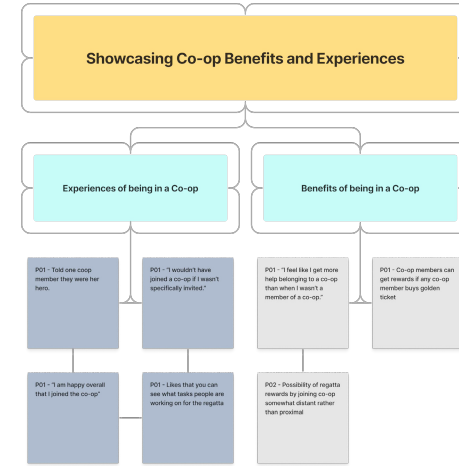 Showcasing Co-op Benefits and Experiences
Experiences of being in a Co-op
Benefits of being in a Co-op
P01 - Told one coop
member they were her
hero.
P01 - "I wouldn't have
joined a co-op if I wasn't
specifically invited."
P01 - "I feel like I get more
help belonging to a co-op
than when I wasn't a
member of a co-op."
P01 - Co-op members can
get rewards if any co-op
member buys golden
ticket
P01 - "I am happy overall
that I joined the co-op"
P01 - Likes that you can
see what tasks people are
working on for the regatta
P02 - Possibility of regatta
rewards by joining co-op
somewhat distant rather
than proximal